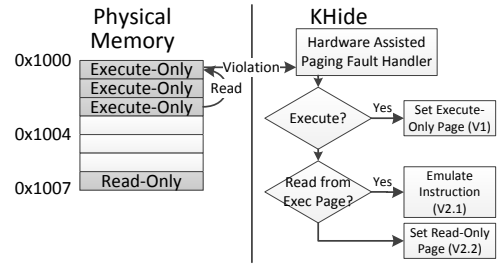 Physical
Memory
0x1000
Execute-Only
Execute-Only
Execute-Only
0x1004
0x1007
Read-Only
Violation
Read
KHide
Hardware Assisted
Paging Fault Handler
Execute?
Yes
Set Execute-
Only Page (V1)
Read from
Exec Page?
Yes
Emulate
Instruction
(V2.1)
Set Read-Only
Page (V2.2)